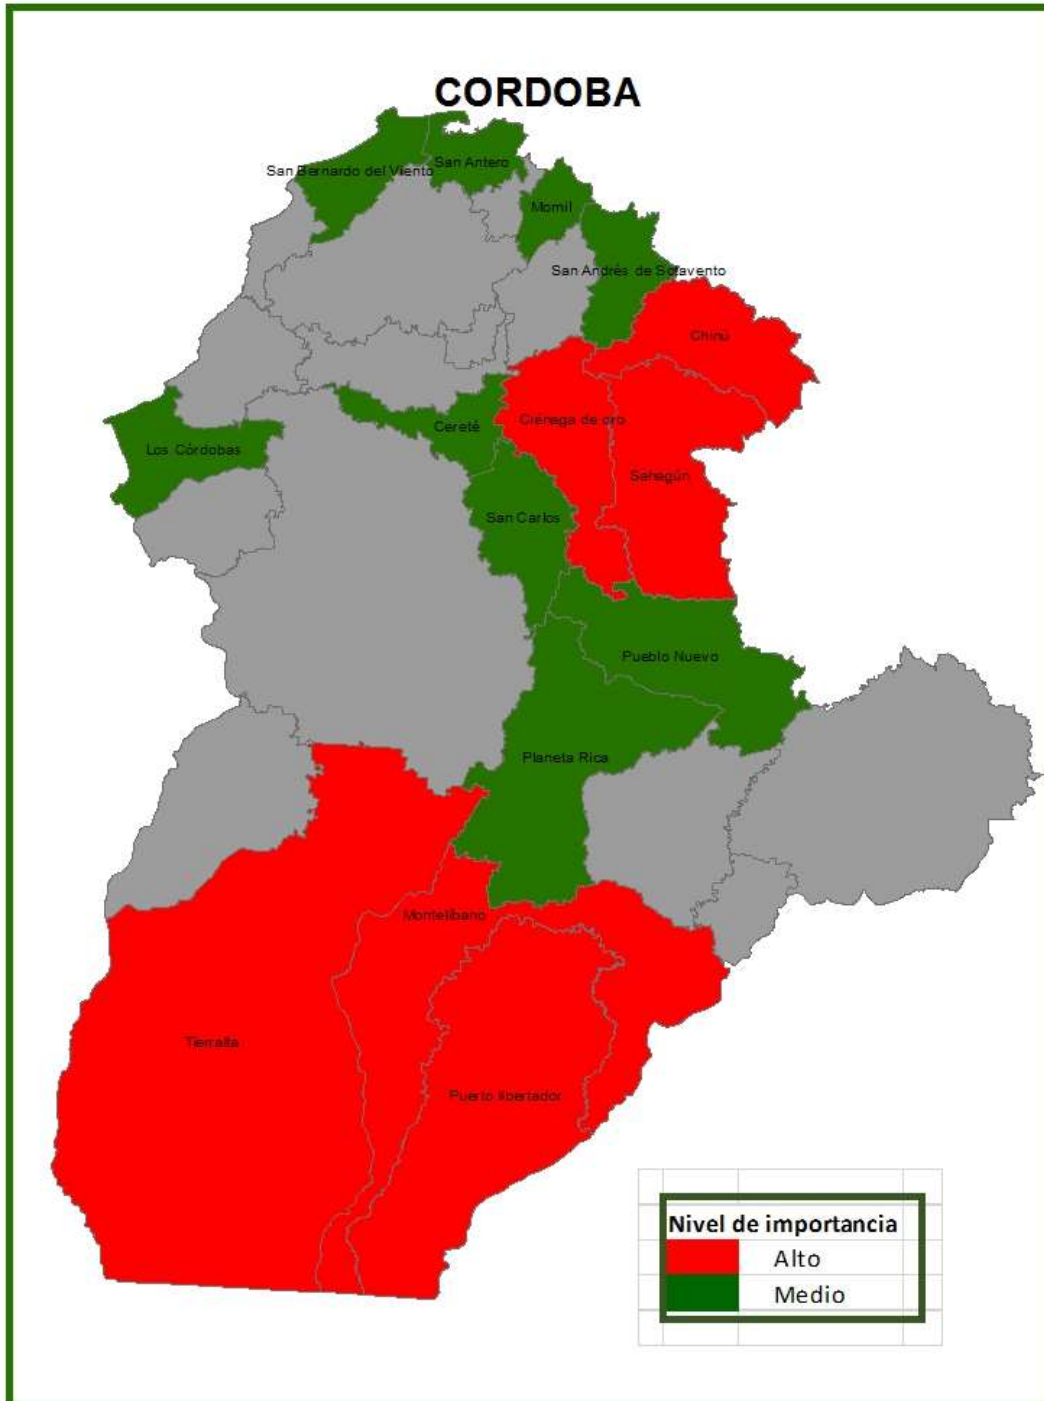 CORDOBA
San Bernardo del Viento
San Antero
Momil
San Andrés de Sotavento
Chinú
Ciénaga de oro
Cereté
Los Córdobas
Sahagún
San Carlos
Pueblo Nuevo
Planeta Rica
Montelíbano
Tierralta
Puerto libertador
Nivel de importancia
Alto
Medio